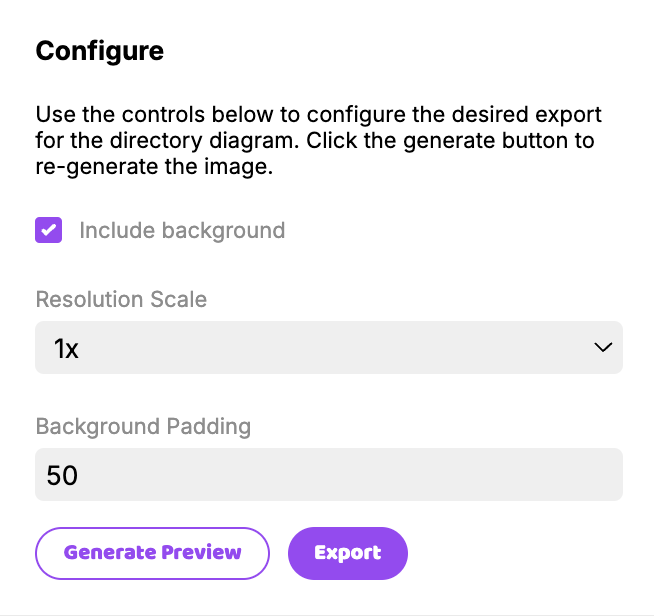 Configure
Use the controls below to configure the desired export
for the directory diagram. Click the generate button to
re-generate the image.
Include background
Resolution Scale
1x
Background Padding
50
Generate Preview
Export